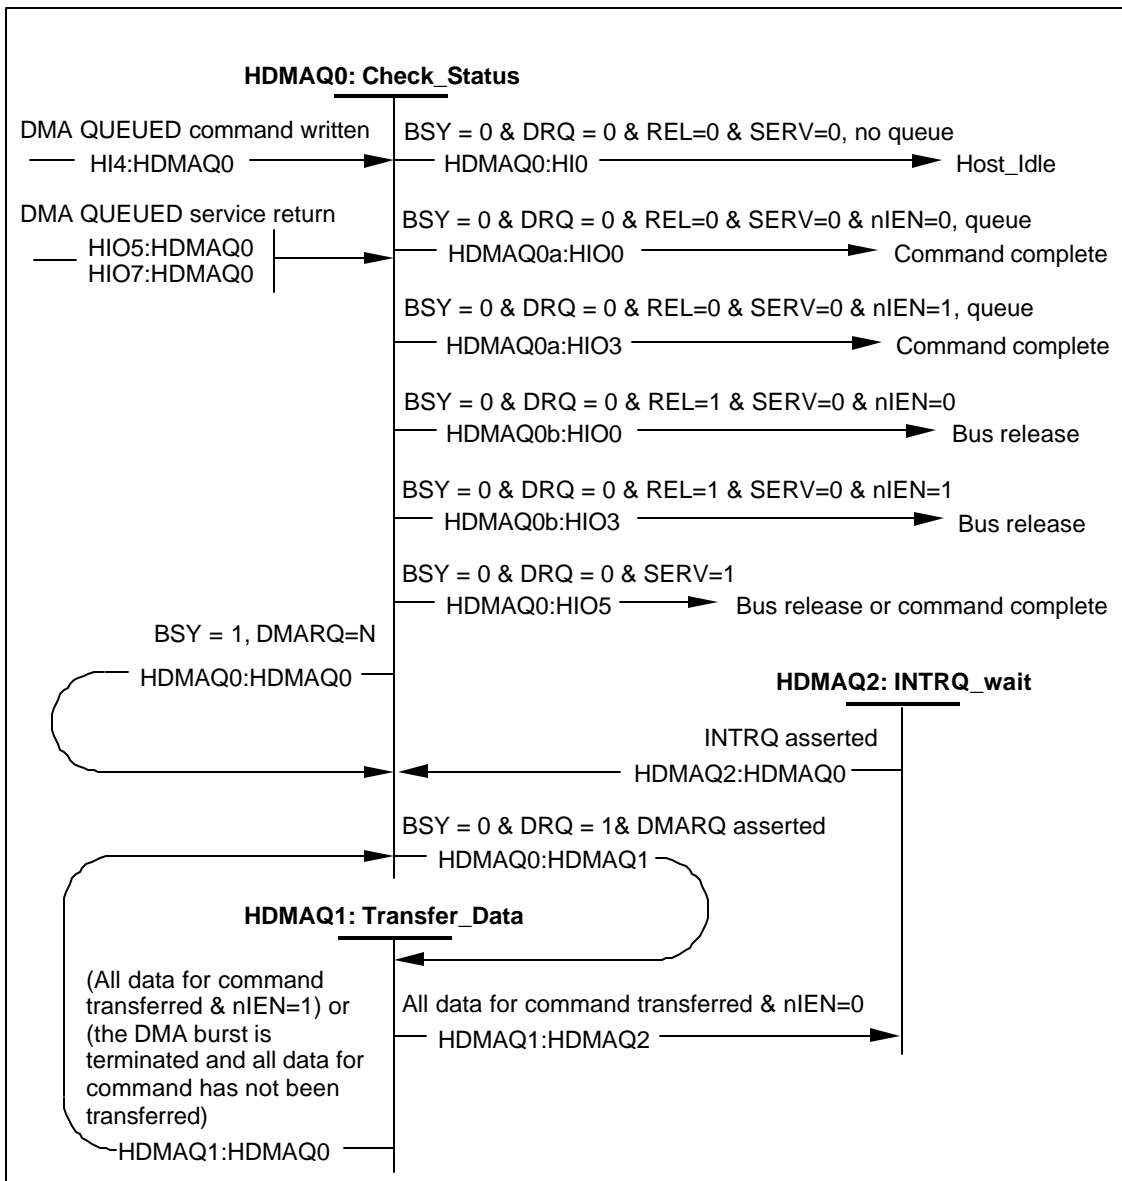 HDMAQ0: Check_Status
DMA QUEUED command written
HI4:HDMAQ0
BSY = 0 & DRQ = 0 & REL=0 & SERV=0, no queue
HDMAQ0:HI0
Host_Idle
DMA QUEUED service return
HIO5:HDMAQ0
HIO7:HDMAQ0
BSY = 0 & DRQ = 0 & REL=0 & SERV=0 & nIEN=0, queue
HDMAQ0a:HIO0
Command complete
BSY = 0 & DRQ = 0 & REL=0 & SERV=0 & nIEN=1, queue
HDMAQ0a:HIO3
Command complete
BSY = 0 & DRQ = 0 & REL=1 & SERV=0 & nIEN=0
HDMAQ0b:HIO0
Bus release
BSY = 0 & DRQ = 0 & REL=1 & SERV=0 & nIEN=1
HDMAQ0b:HIO3
Bus release
BSY = 0 & DRQ = 0 & SERV=1
HDMAQ0:HIO5
Bus release or command complete
BSY = 1, DMARQ=N
HDMAQ0:HDMAQ0
HDMAQ2: INTRQ_wait
INTRQ asserted
HDMAQ2:HDMAQ0
BSY = 0 & DRQ = 1& DMARQ asserted
HDMAQ0:HDMAQ1
HDMAQ1: Transfer_Data
(All data for command
transferred & nIEN=1) or
(the DMA burst is
terminated and all data for
command has not been
transferred)
HDMAQ1:HDMAQ0
All data for command transferred & nIEN=0
HDMAQ1:HDMAQ2